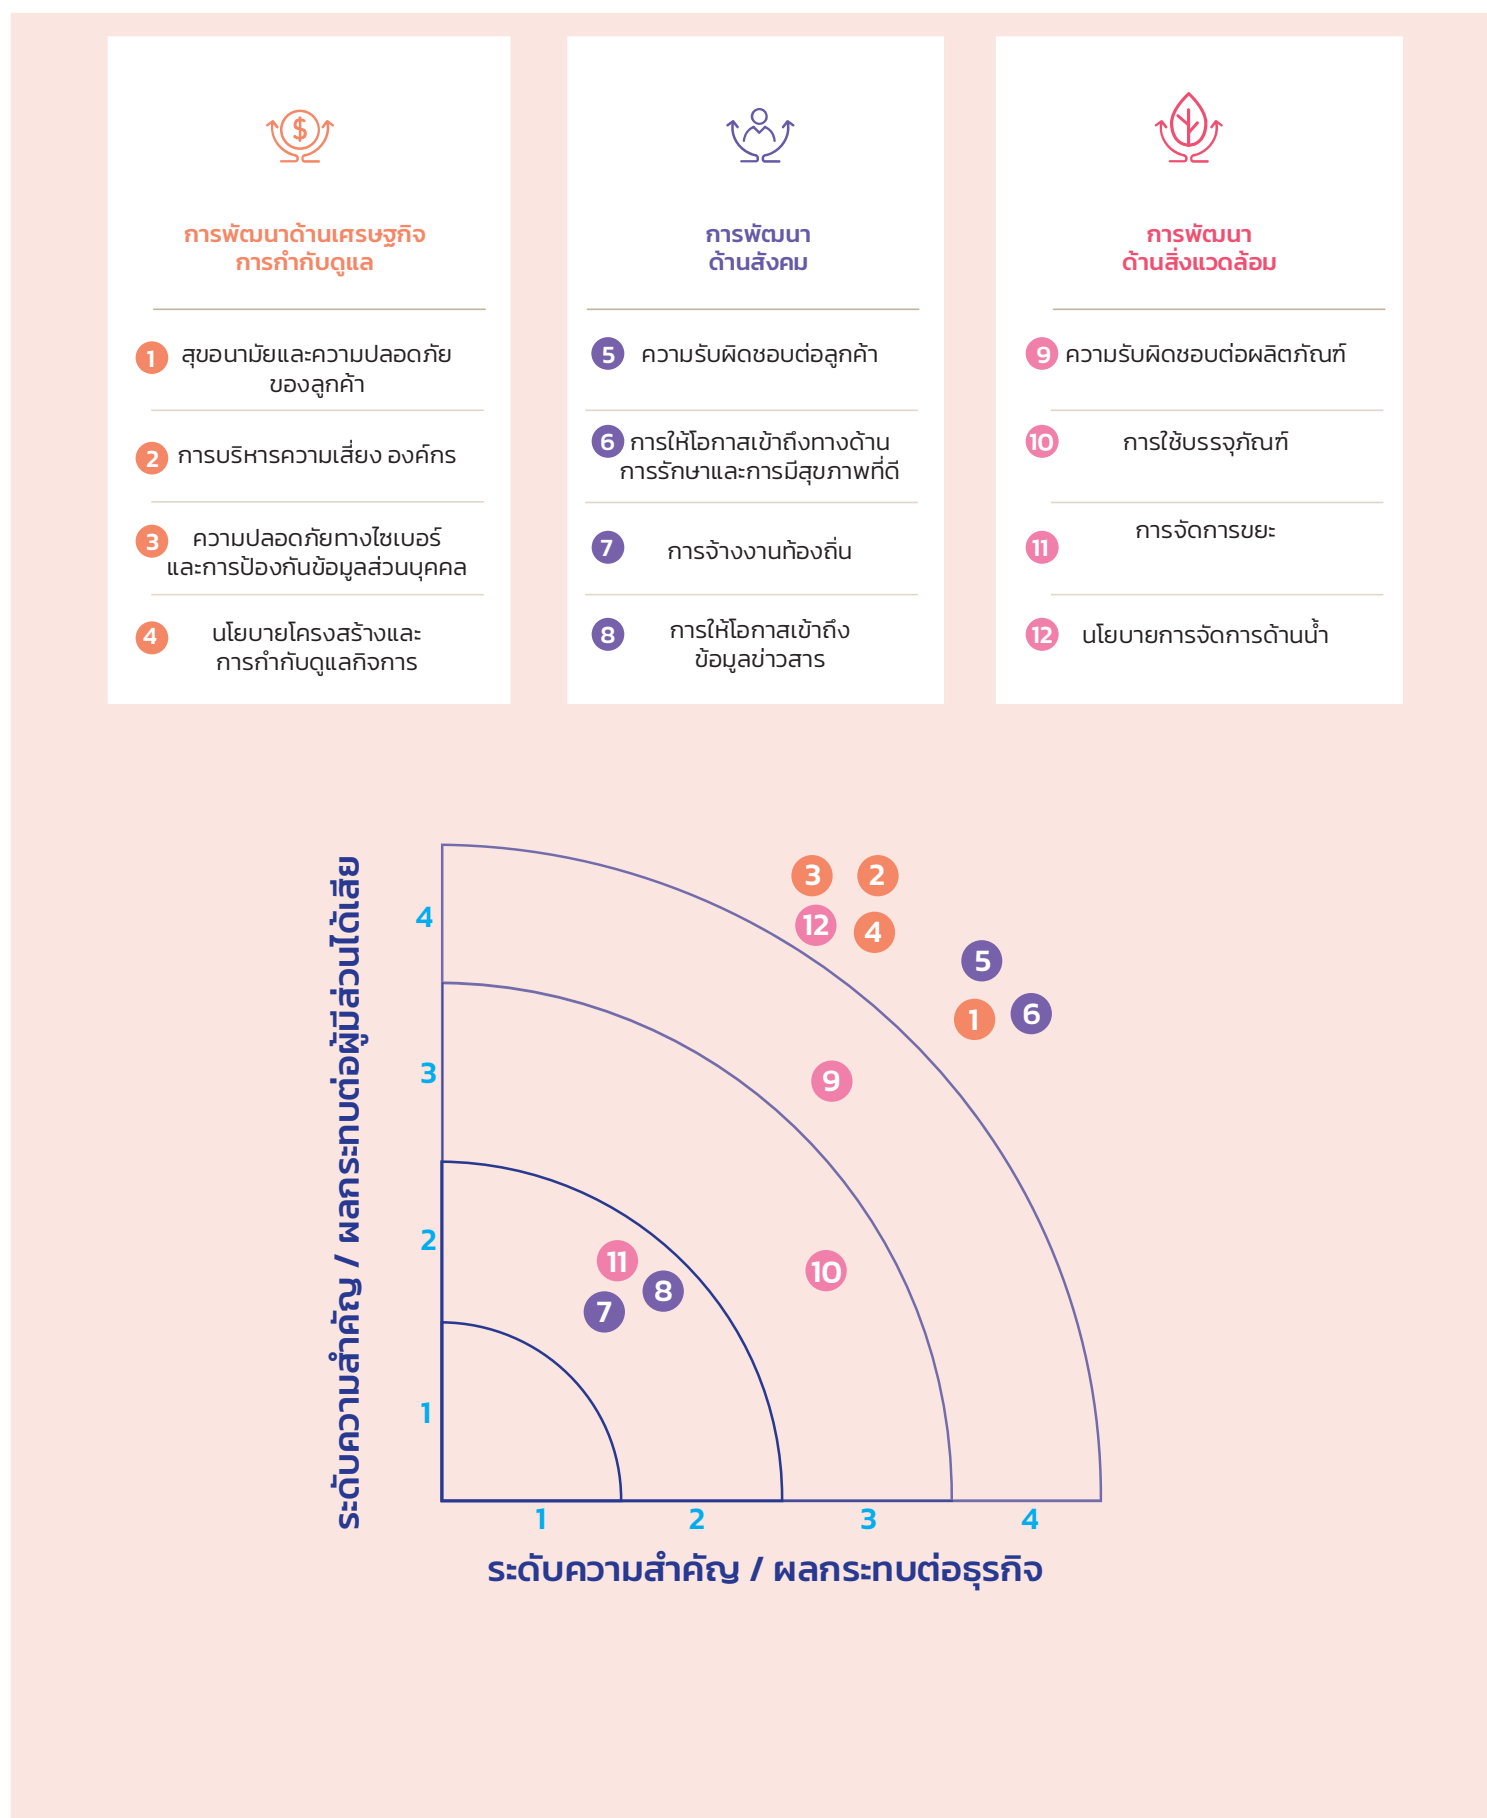 การพัฒนาด้านเศรษฐกิจ
การกำกับดูแล
1 สุขอนามัยและความปลอดภัย
ของลูกค้า
2 การบริหารความเสี่ยง องค์กร
3 ความปลอดภัยทางไซเบอร์
และการป้องกันข้อมูลส่วนบุคคล
4 นโยบายโครงสร้างและ
การกำกับดูแลกิจการ
การพัฒนา
ด้านสังคม
5 ความรับผิดชอบต่อลูกค้า
6 การให้โอกาสเข้าถึงทางด้าน
การรักษาและการมีสุขภาพที่ดี
7 การจ้างงานท้องถิ่น
8 การให้โอกาสเข้าถึง
ข้อมูลข่าวสาร
การพัฒนา
ด้านสิ่งแวดล้อม
9 ความรับผิดชอบต่อผลิตภัณฑ์
10 การใช้บรรจุภัณฑ์
11 การจัดการขยะ
12 นโยบายการจัดการด้านน้ำ
ระดับความสำคัญ / ผลกระทบต่อผู้มีส่วนได้เสีย
4
3
2
1
3 2
12 4
5
1 6
9
10
11
8
7
1 2 3 4
ระดับความสำคัญ / ผลกระทบต่อธุรกิจ